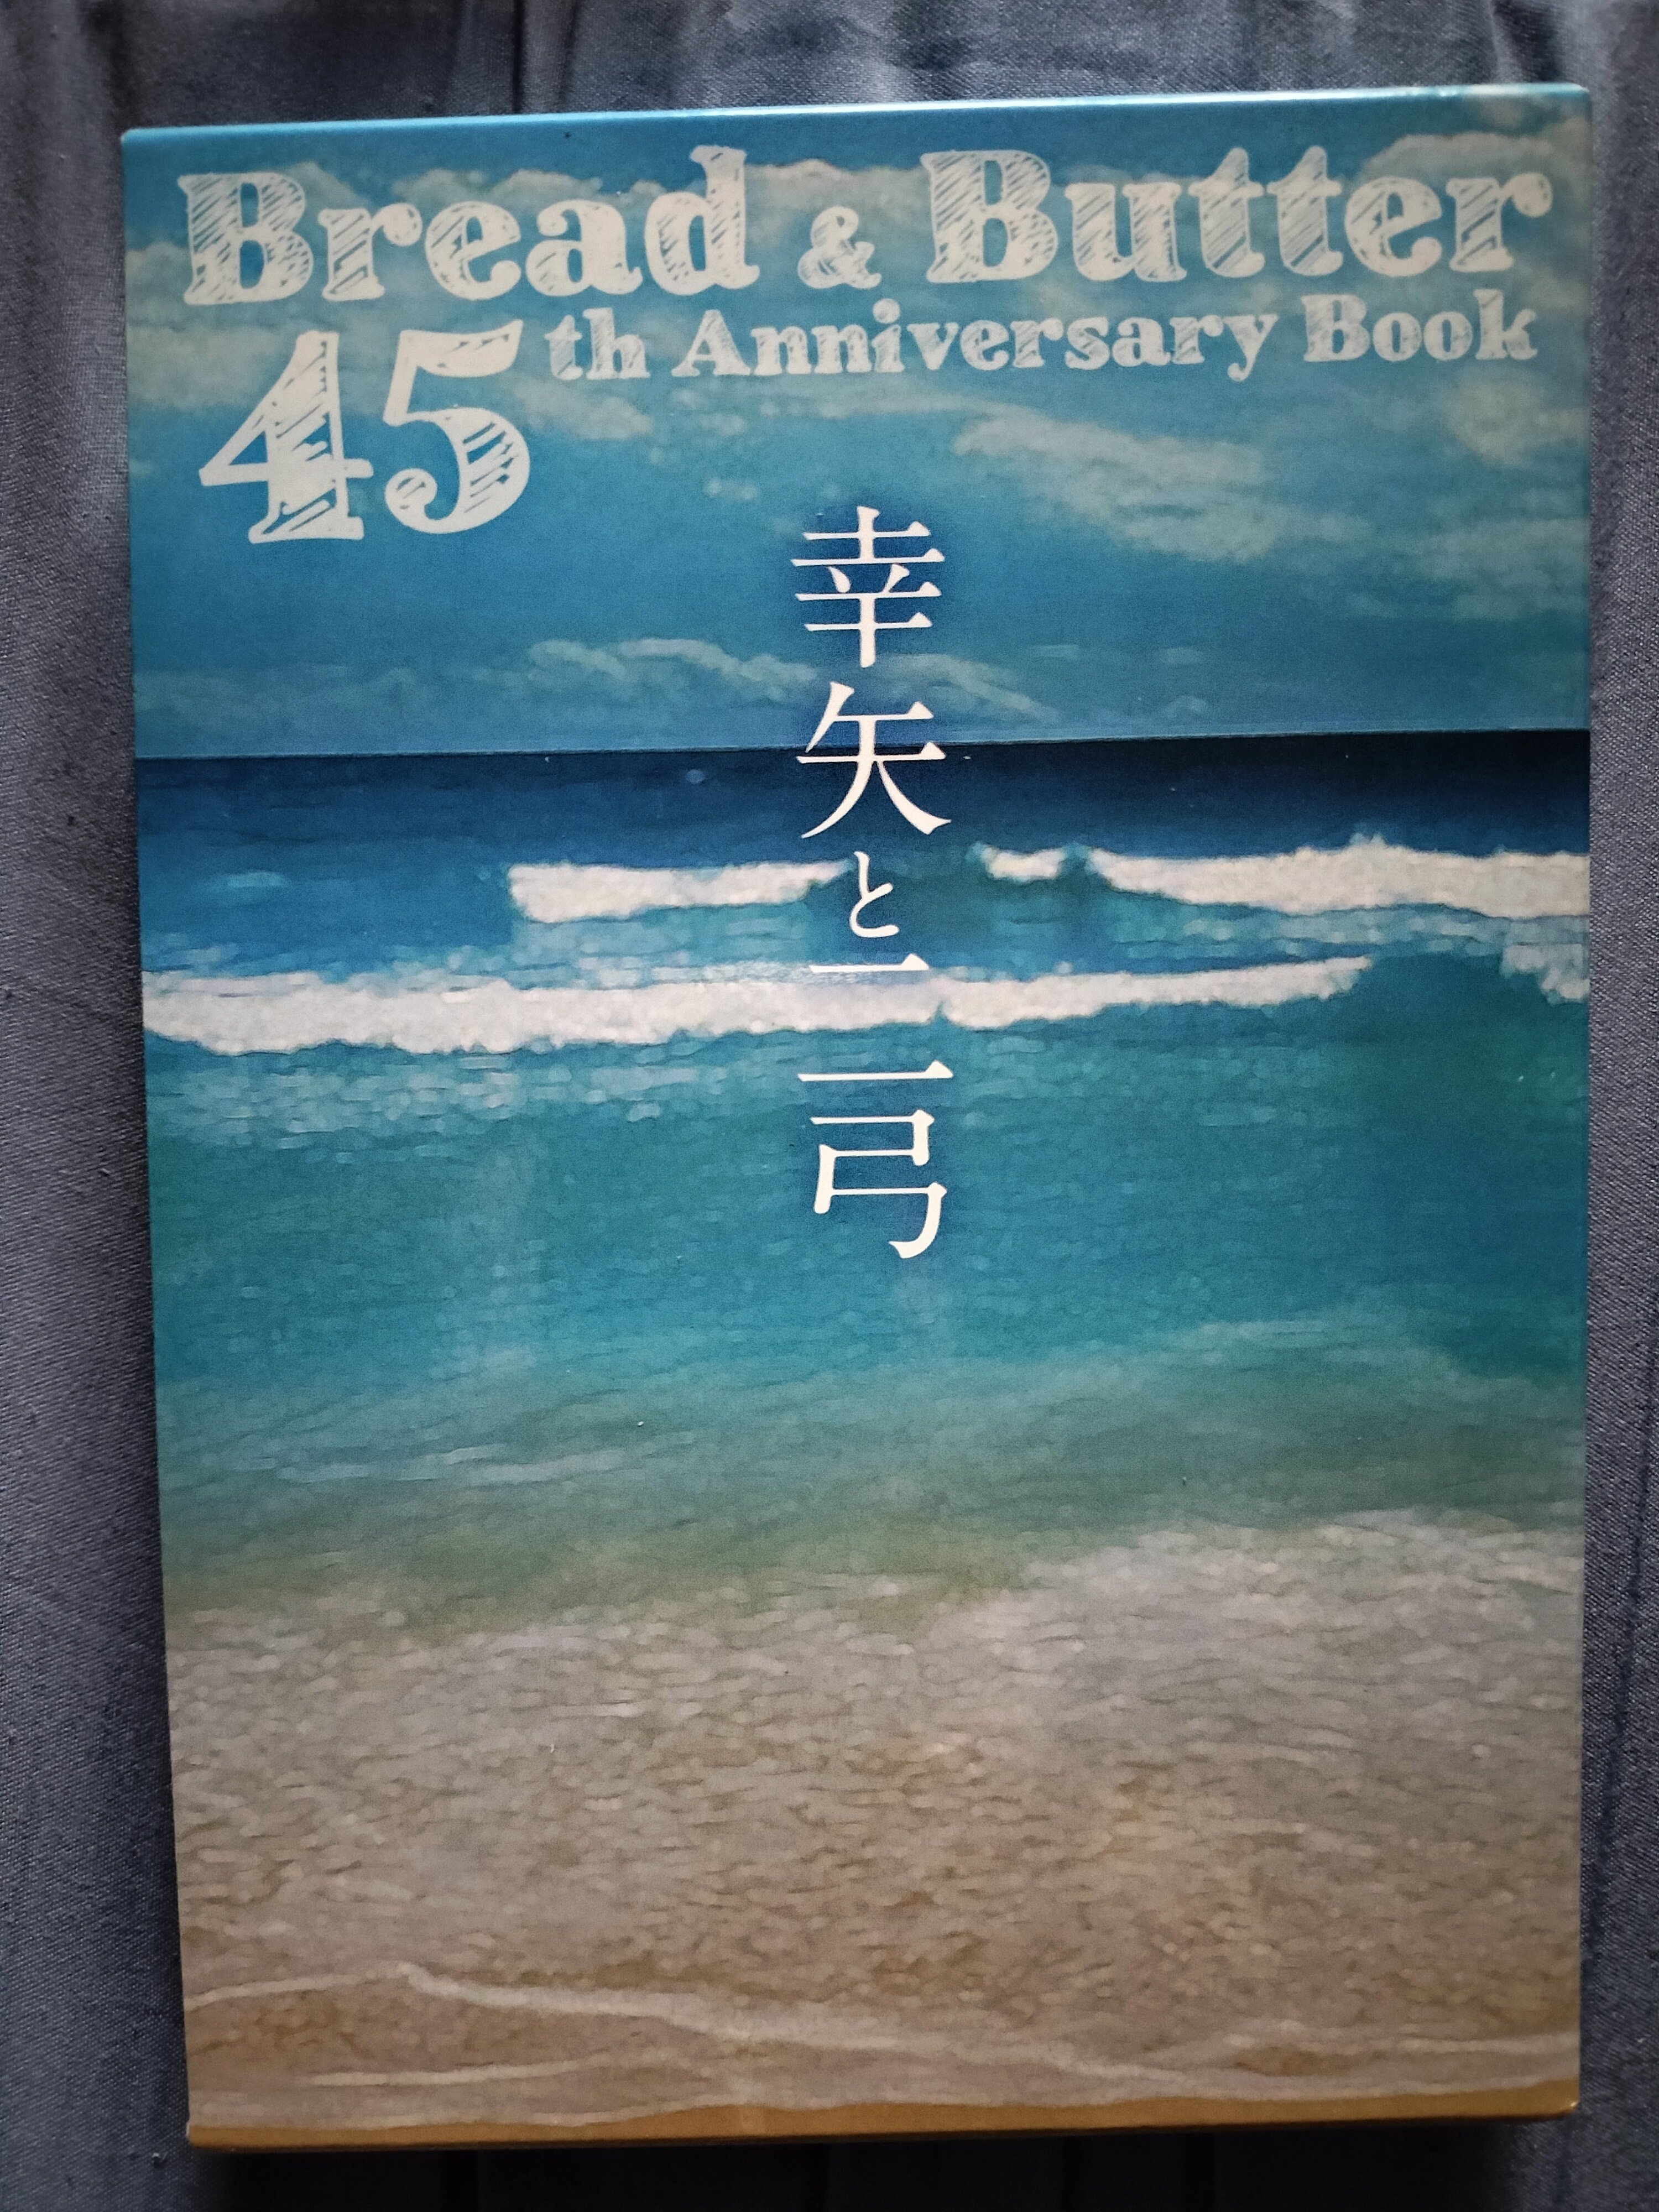 Bread & Butter
45th Anniversary Book
幸矢と二弓